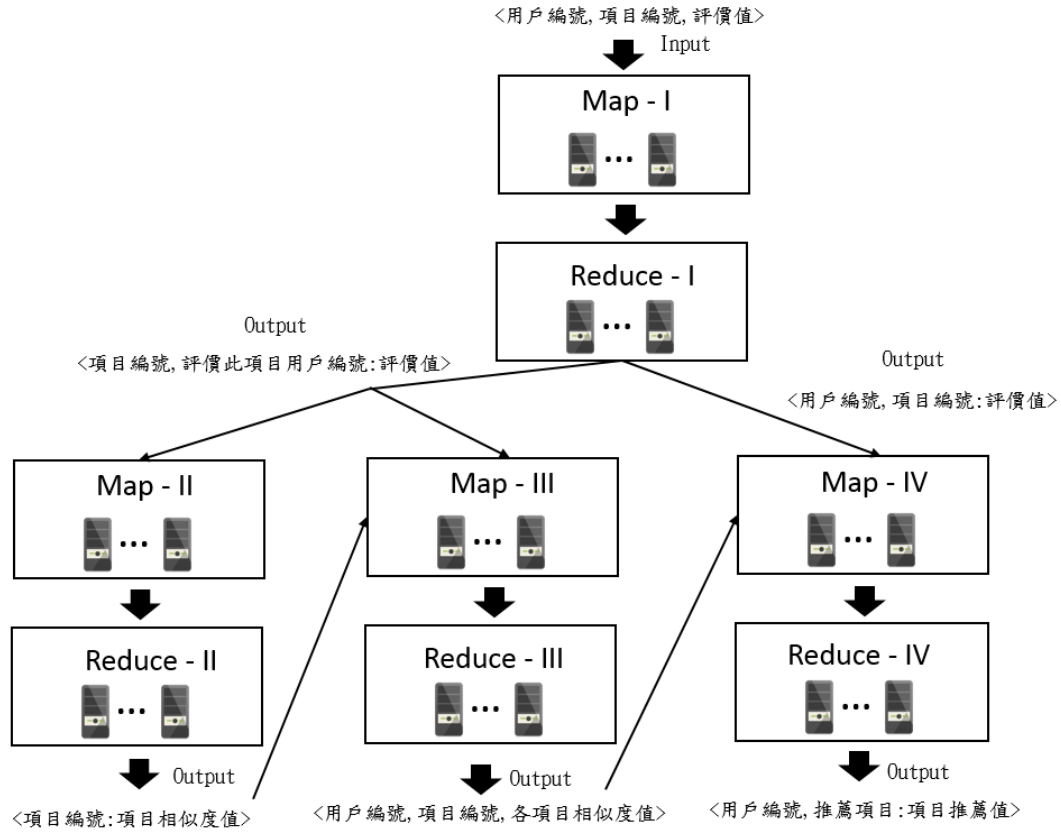 <用戶編號,項目編號,評價值>
Input
Map - I
...
Reduce - I
...
Output
<項目編號,評價此項目用戶編號:評價值>
Output
<用戶編號,項目編號:評價值>
Map - II
...
Map - III
...
Map - IV
...
Reduce - II
...
Reduce - III
...
Reduce - IV
...
Output
<項目編號:項目相似度值>
Output
<用戶編號,項目編號,各項目相似度值>
Output
<用戶編號,推薦項目:項目推薦值>